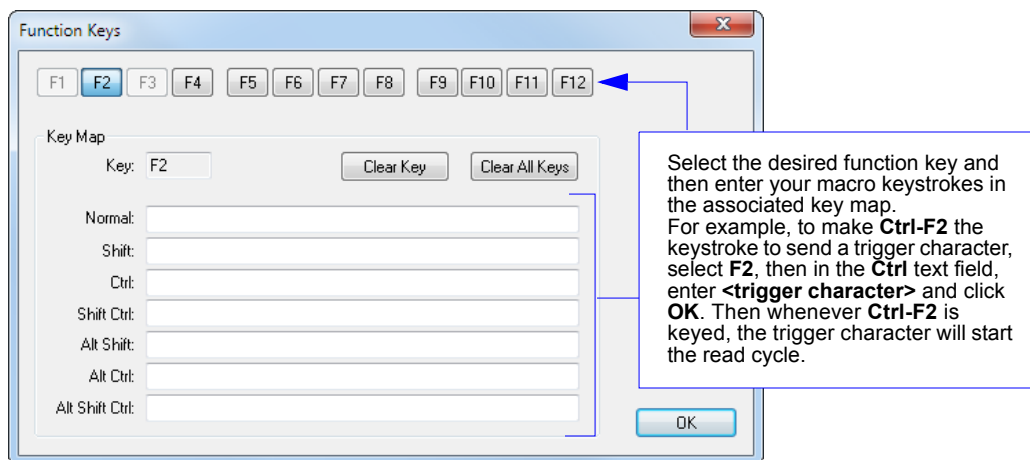 Function Keys
F1 F2 F3 F4 F5 F6 F7 F8 F9 F10 F11 F12
Key Map
Key: F2 Clear Key Clear All Keys
Normal:
Shift:
Ctrl:
Shift Ctrl:
Alt Shift:
Alt Ctrl:
Alt Shift Ctrl:
Select the desired function key and
then enter your macro keystrokes in
the associated key map.
For example, to make Ctrl-F2 the
keystroke to send a trigger character,
select F2, then in the Ctrl text field,
enter <trigger character> and click
OK. Then whenever Ctrl-F2 is
keyed, the trigger character will start
the read cycle.
OK